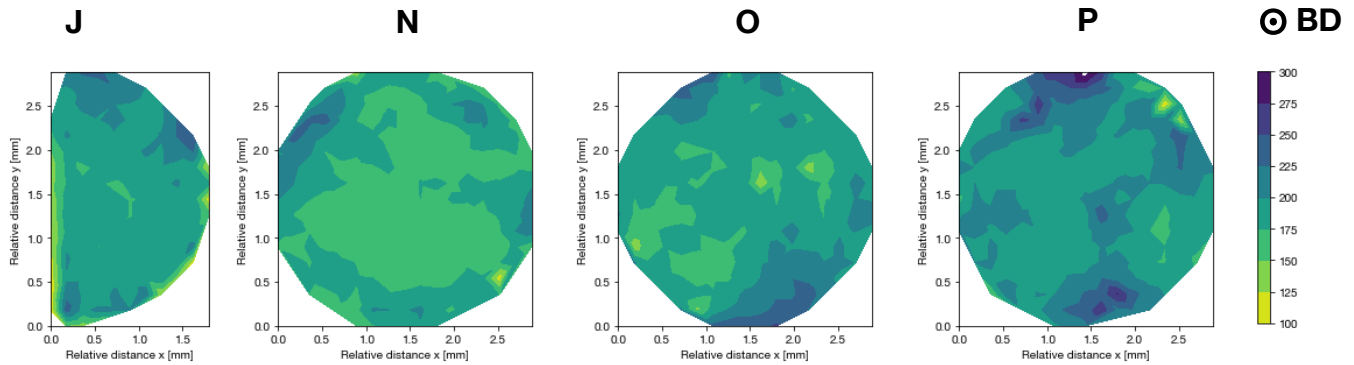 J N O P ⊙ BD
Relative distance y [mm]
2.5
2.0
1.5
1.0
0.5
0.0
0.0 0.5 1.0 1.5
Relative distance x [mm]
Relative distance y [mm]
2.5
2.0
1.5
1.0
0.5
0.0
0.0 0.5 1.0 1.5 2.0 2.5
Relative distance x [mm]
Relative distance y [mm]
2.5
2.0
1.5
1.0
0.5
0.0
0.0 0.5 1.0 1.5 2.0 2.5
Relative distance x [mm]
Relative distance y [mm]
2.5
2.0
1.5
1.0
0.5
0.0
0.0 0.5 1.0 1.5 2.0 2.5
Relative distance x [mm]
300
275
250
225
200
175
150
125
100